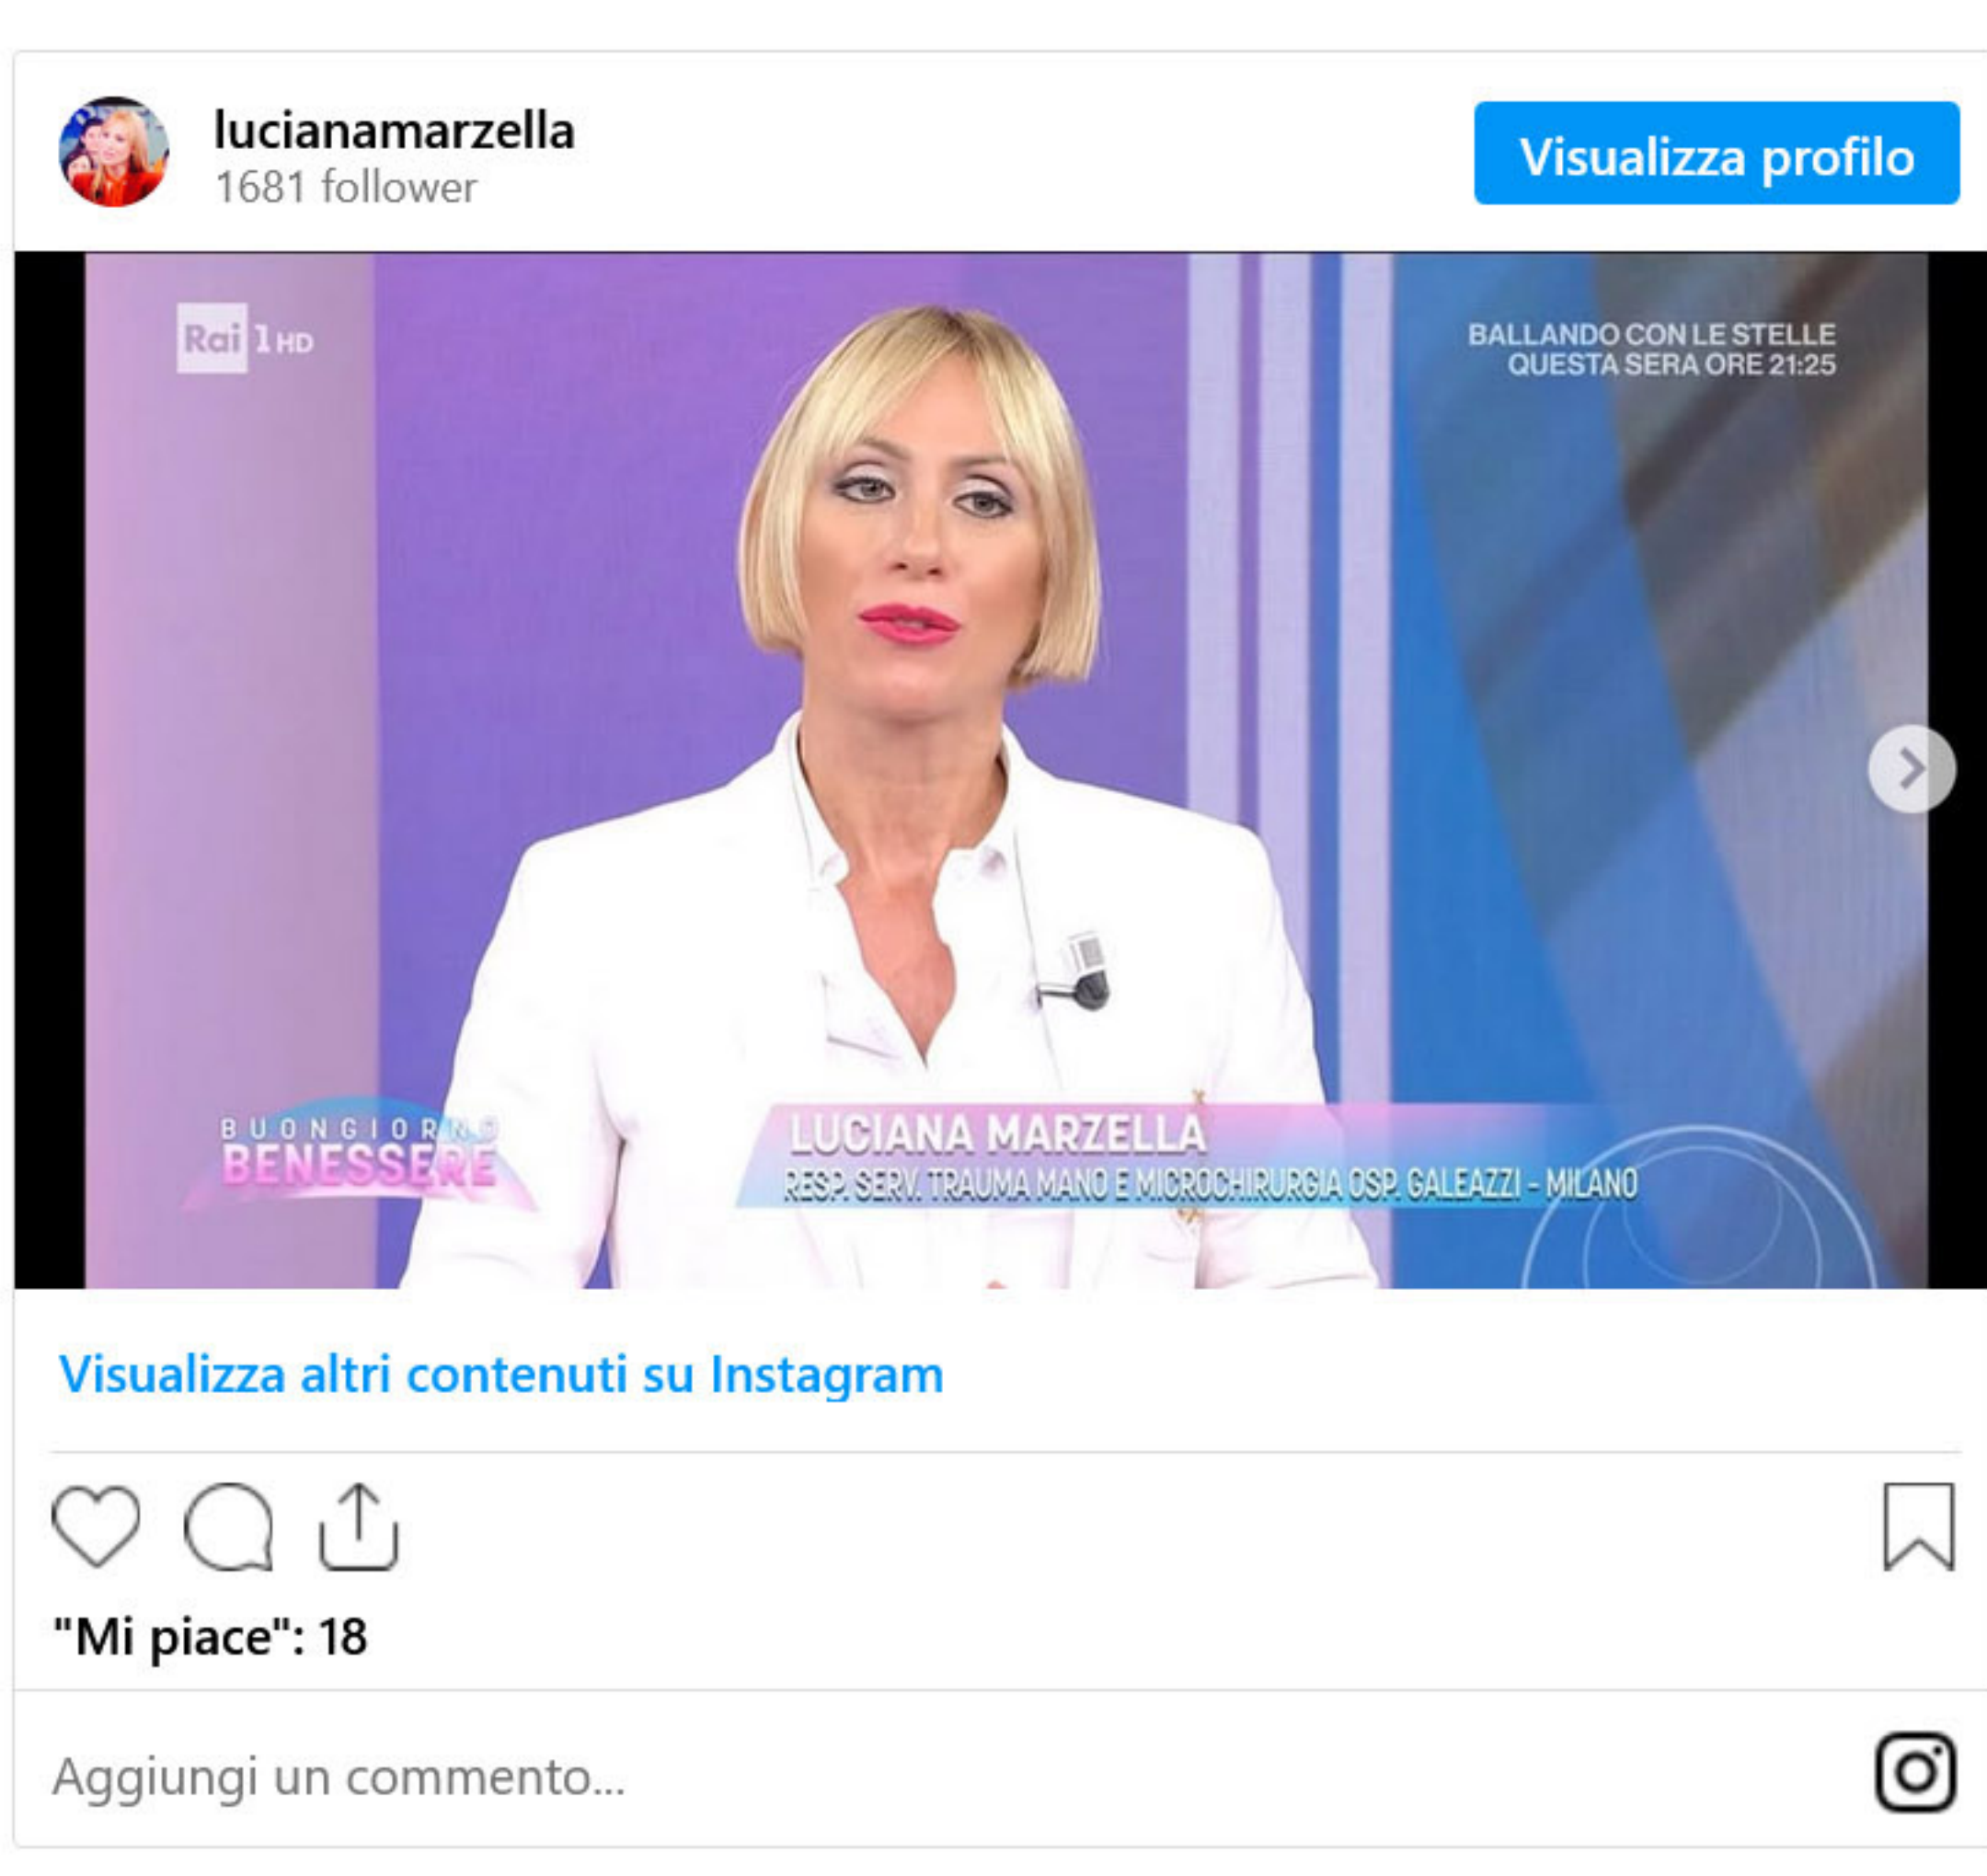 lucianamarzella
1681 follower
Visualizza profilo
Rai 1 HD
BALLANDO CON LE STELLE
QUESTA SERA ORE 21:25
BUONGIORNO
BENESSERE
LUCIANA MARZELLA
RESP. SERV. TRAUMA MANO E MICROCHIRURGIA OSP. GALEAZZI - MILANO
Visualizza altri contenuti su Instagram
"Mi piace": 18
Aggiungi un commento...